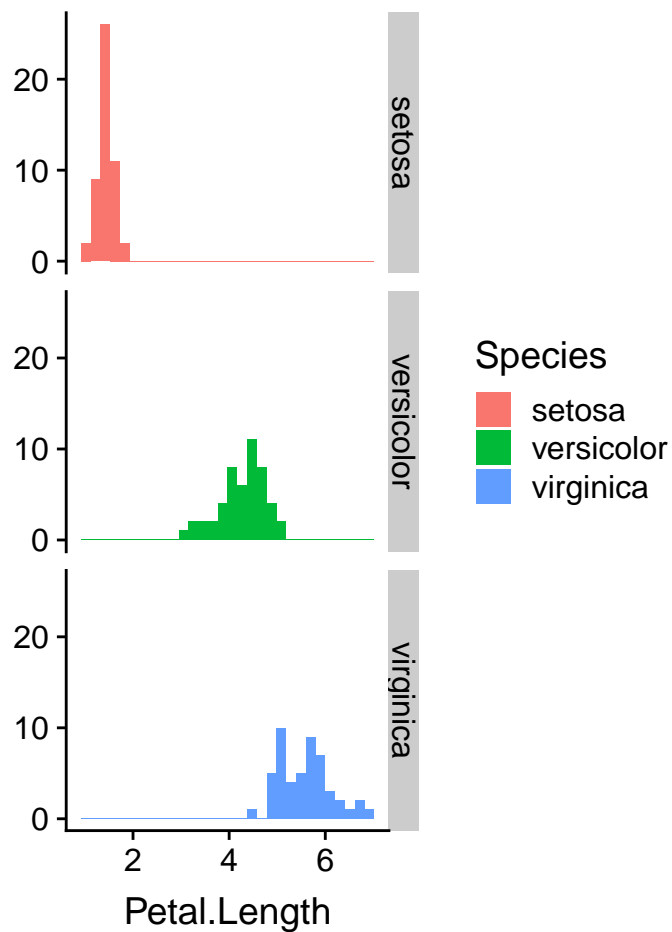 20
10
0
setosa
20
10
0
versicolor
20
10
0
virginica
2 4 6
Petal.Length
Species
setosa
versicolor
virginica